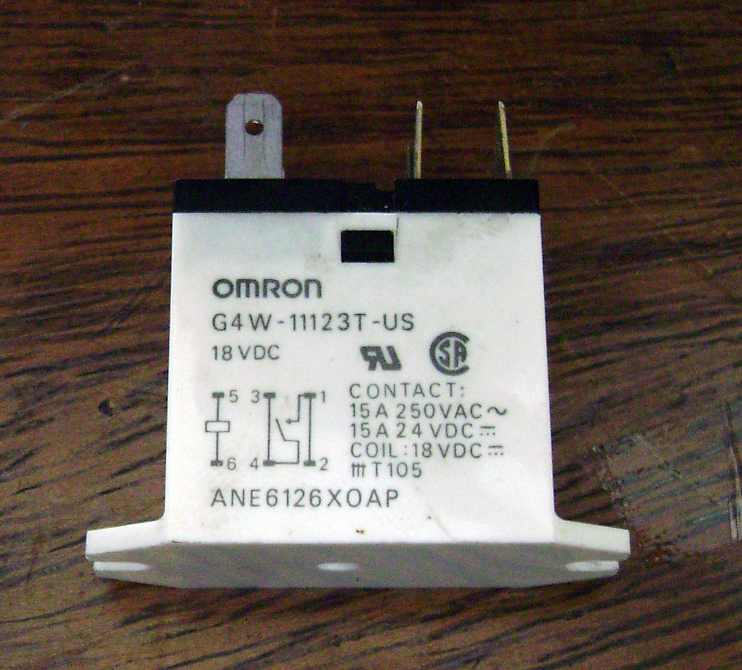 OMRON
G4W-11123T-US
18VDC
5 3 1
6 4 2
CONTACT:
15A 250VAC～
15A 24VDC⎓
COIL:18VDC⎓
T105
ANE6126XOAP